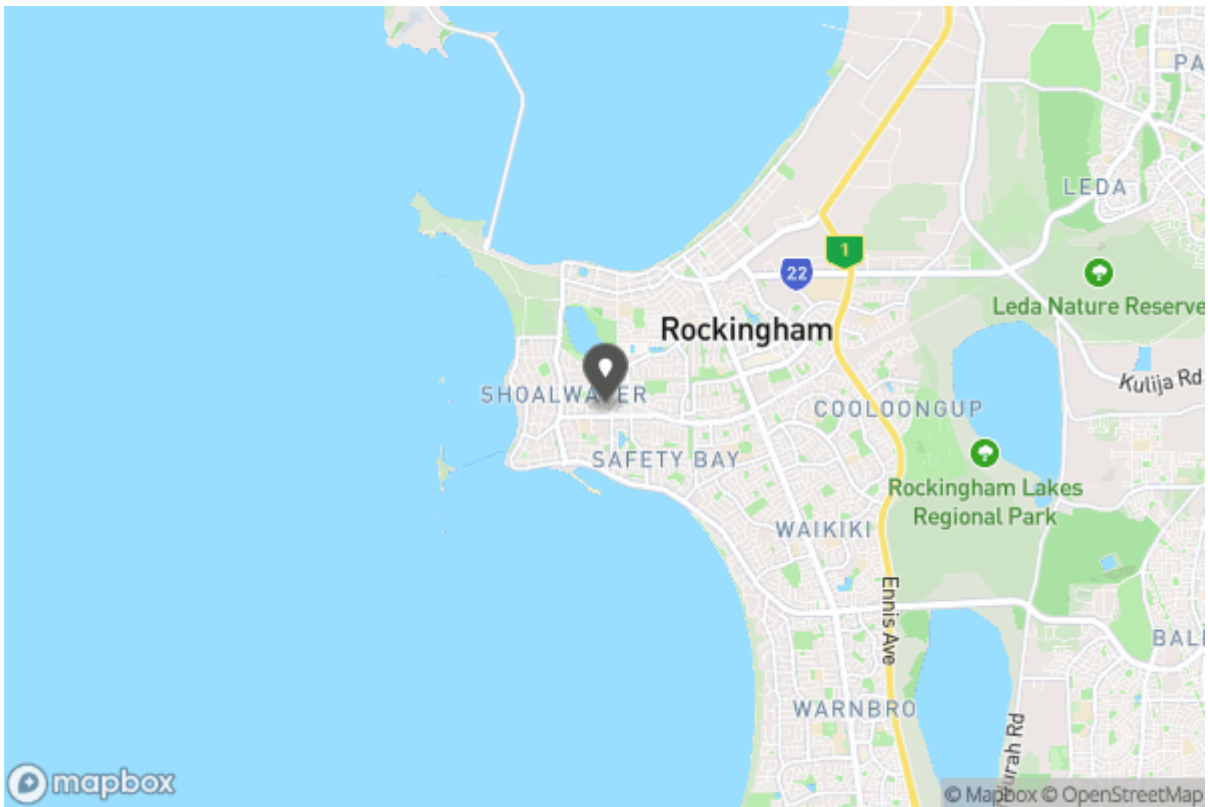 PA
LEDA
1
22
Leda Nature Reserve
Rockingham
Kulija Rd
SHOALWATER
COOLOONGUP
SAFETY BAY
Rockingham Lakes
Regional Park
WAIKIKI
Ennis Ave
BAL
WARNBRO
urah Rd
mapbox
© Mapbox © OpenStreetMap